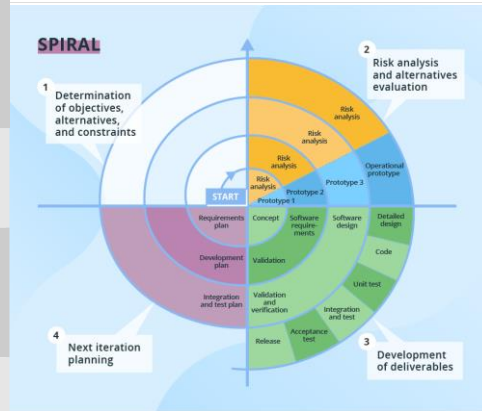 SPIRAL
1
Determination
of objectives,
alternatives,
and constraints
2
Risk analysis
and alternatives
evaluation
Risk
analysis
Risk
analysis
Risk
analysis
Risk
analysis
Operational
prototype
Prototype 3
Prototype 2
Prototype 1
START
Requirements
plan
Concept
Software
require-
ments
Software
design
Detailed
design
Development
plan
Validation
Code
Unit test
Integration
and test plan
Validation
and
verification
Integration
and test
Acceptance
test
Release
4
Next iteration
planning
3
Development
of deliverables